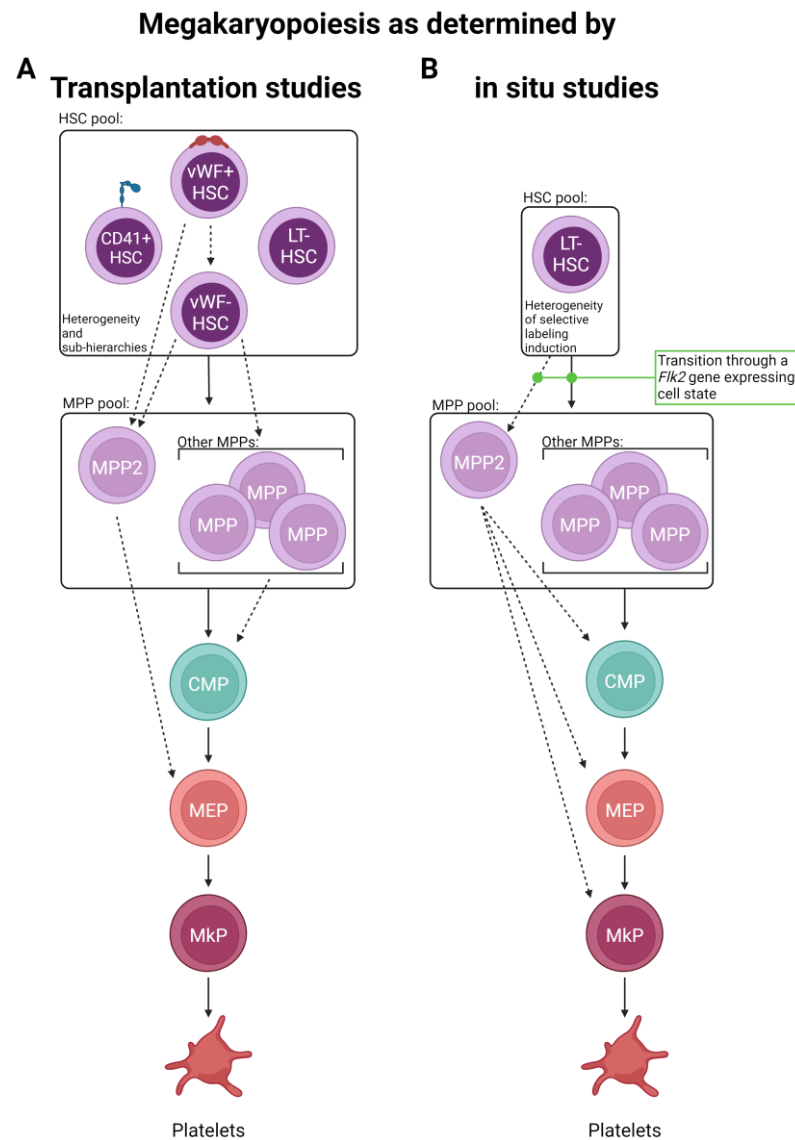 Megakaryopoiesis as determined by
A
Transplantation studies
HSC pool:
vWF+
HSC
CD41+
HSC
LT-
HSC
vWF-
HSC
Heterogeneity
and
sub-hierarchies
MPP pool:
MPP2
Other MPPs:
MPP
MPP
MPP
CMP
MEP
MkP
Platelets
B
in situ studies
HSC pool:
LT-
HSC
Heterogeneity
of selective
labeling
induction
Transition through a
Flk2 gene expressing
cell state
MPP pool:
MPP2
Other MPPs:
MPP
MPP
MPP
CMP
MEP
MkP
Platelets